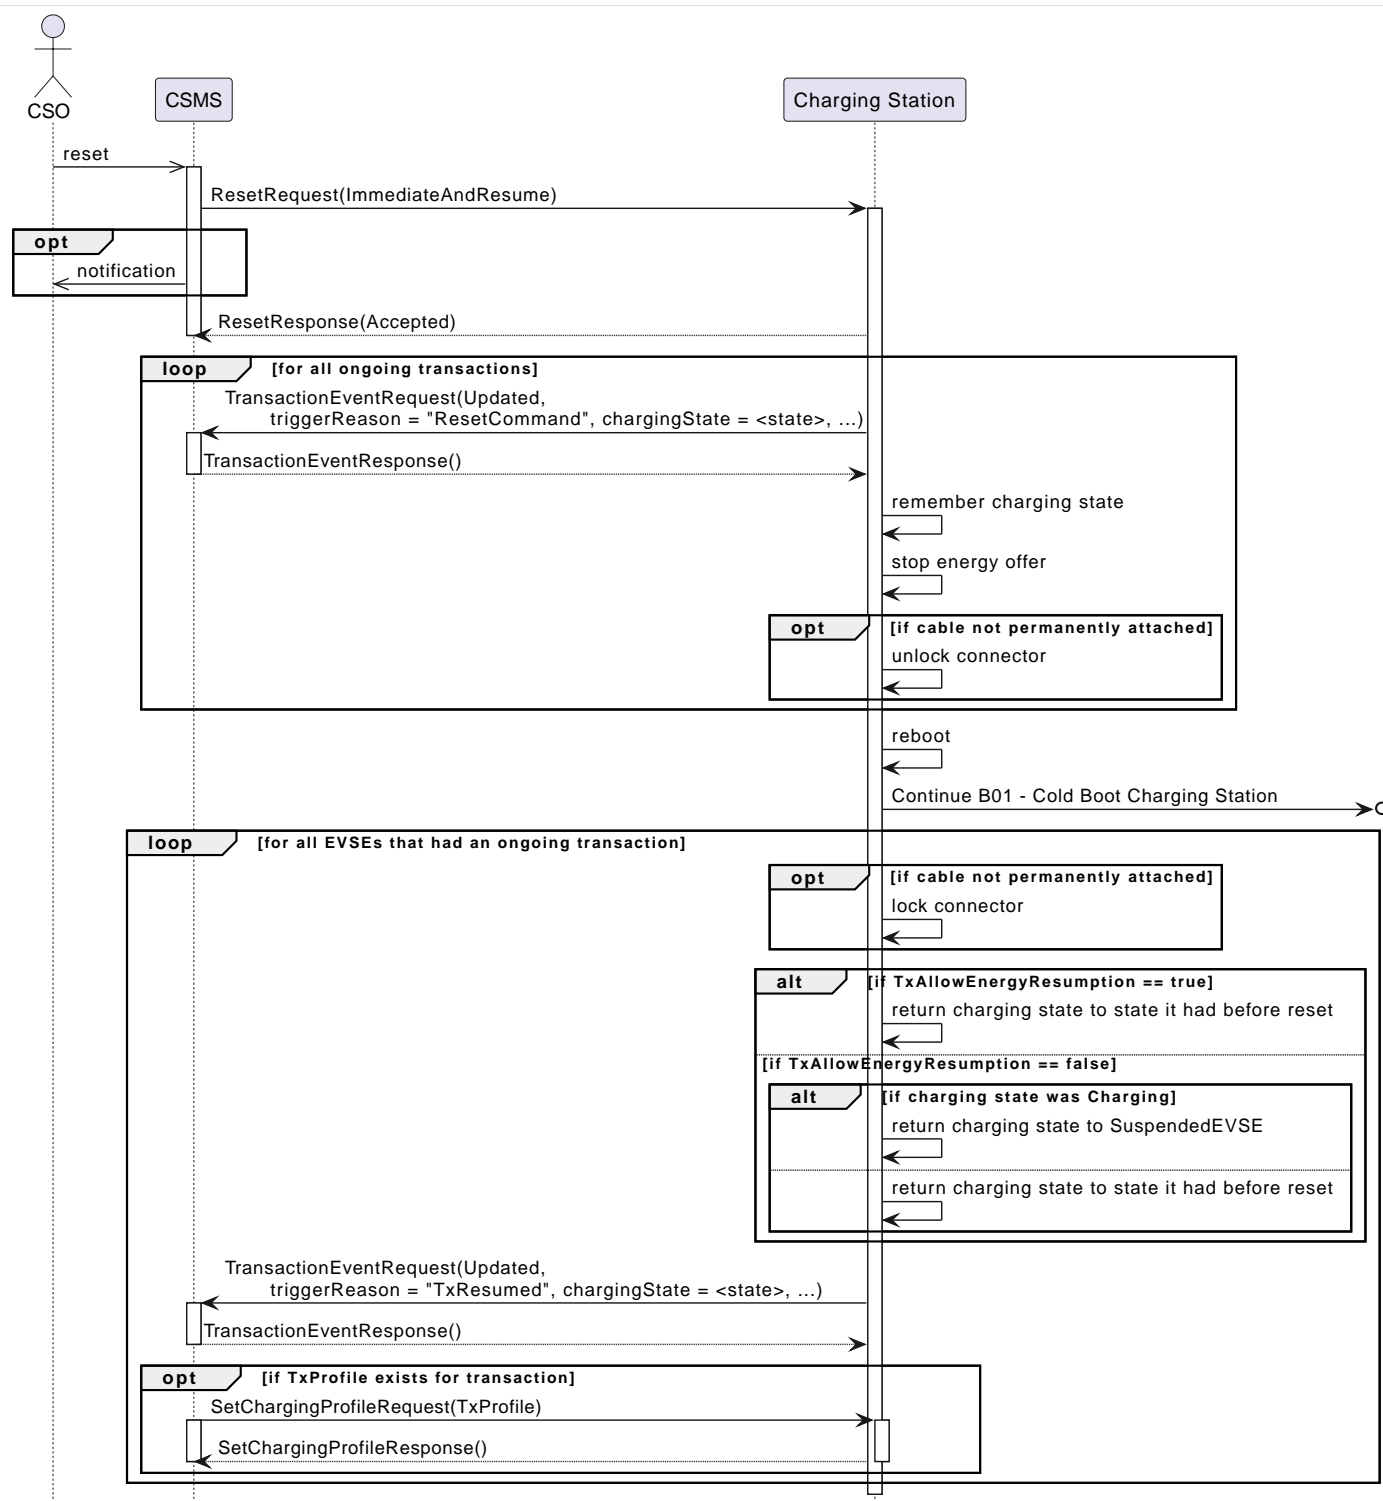 CSO
CSMS
Charging Station
reset
ResetRequest(ImmediateAndResume)
opt
notification
ResetResponse(Accepted)
loop [for all ongoing transactions]
TransactionEventRequest(Updated,
triggerReason = "ResetCommand", chargingState = <state>, ...)
TransactionEventResponse()
remember charging state
stop energy offer
opt [if cable not permanently attached]
unlock connector
reboot
Continue B01 - Cold Boot Charging Station
loop [for all EVSEs that had an ongoing transaction]
opt [if cable not permanently attached]
lock connector
alt [if TxAllowEnergyResumption == true]
return charging state to state it had before reset
[if TxAllowEnergyResumption == false]
alt [if charging state was Charging]
return charging state to SuspendedEVSE
return charging state to state it had before reset
TransactionEventRequest(Updated,
triggerReason = "TxResumed", chargingState = <state>, ...)
TransactionEventResponse()
opt [if TxProfile exists for transaction]
SetChargingProfileRequest(TxProfile)
SetChargingProfileResponse()